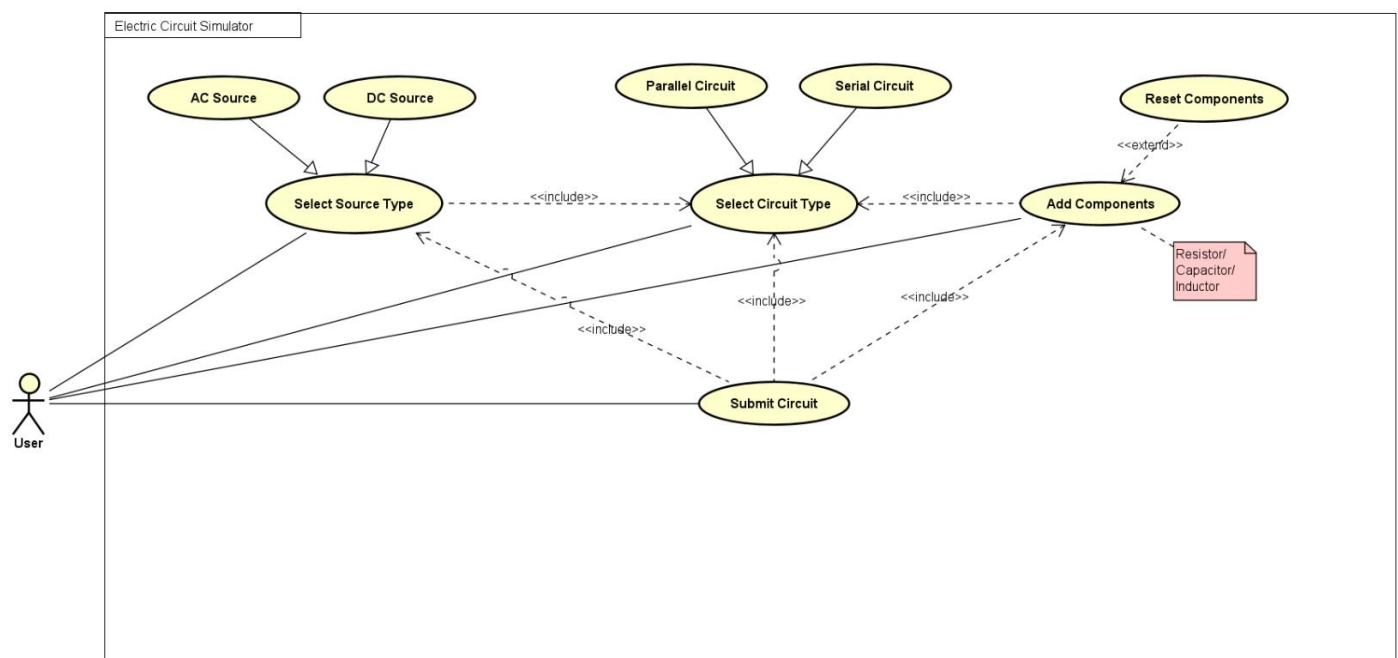 Electric Circuit Simulator
AC Source
DC Source
Parallel Circuit
Serial Circuit
Reset Components
<<extend>>
Select Source Type
<<include>>
Select Circuit Type
<<include>>
Add Components
Resistor/
Capacitor/
Inductor
<<include>>
<<include>>
<<include>>
Submit Circuit
User